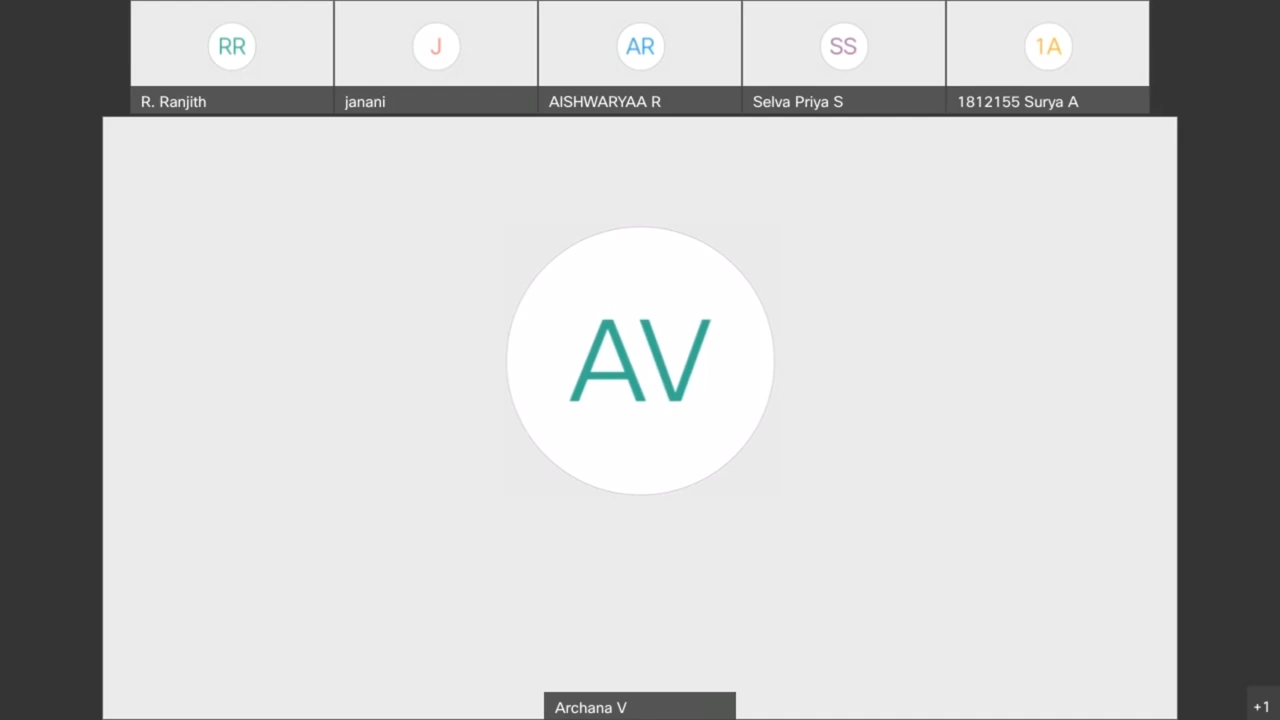 RR
J
AR
SS
1A
R. Ranjith
janani
AISHWARYAA R
Selva Priya S
1812155 Surya A
AV
Archana V
+1